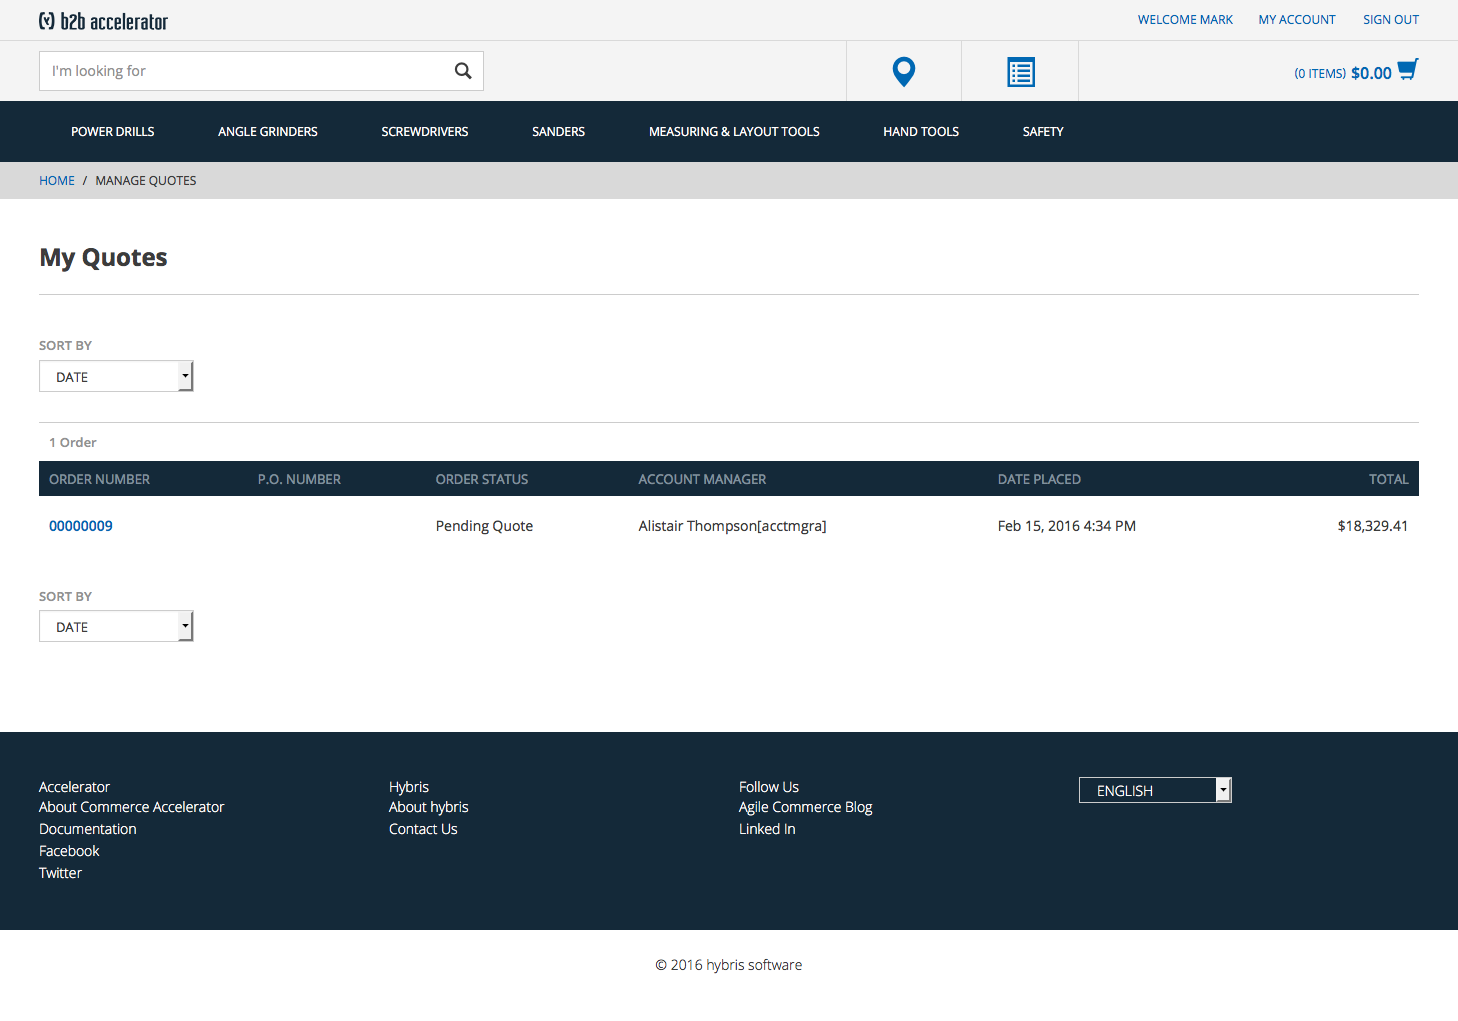 b2b accelerator
WELCOME MARK MY ACCOUNT SIGN OUT
I'm looking for
(0 ITEMS) $0.00
POWER DRILLS ANGLE GRINDERS SCREWDRIVERS SANDERS MEASURING & LAYOUT TOOLS HAND TOOLS SAFETY
HOME / MANAGE QUOTES
My Quotes
SORT BY
DATE
1 Order
ORDER NUMBER P.O. NUMBER ORDER STATUS ACCOUNT MANAGER DATE PLACED TOTAL
00000009 Pending Quote Alistair Thompson[acctmgra] Feb 15, 2016 4:34 PM $18,329.41
SORT BY
DATE
Accelerator
About Commerce Accelerator
Documentation
Facebook
Twitter
Hybris
About hybris
Contact Us
Follow Us
Agile Commerce Blog
Linked In
ENGLISH
© 2016 hybris software